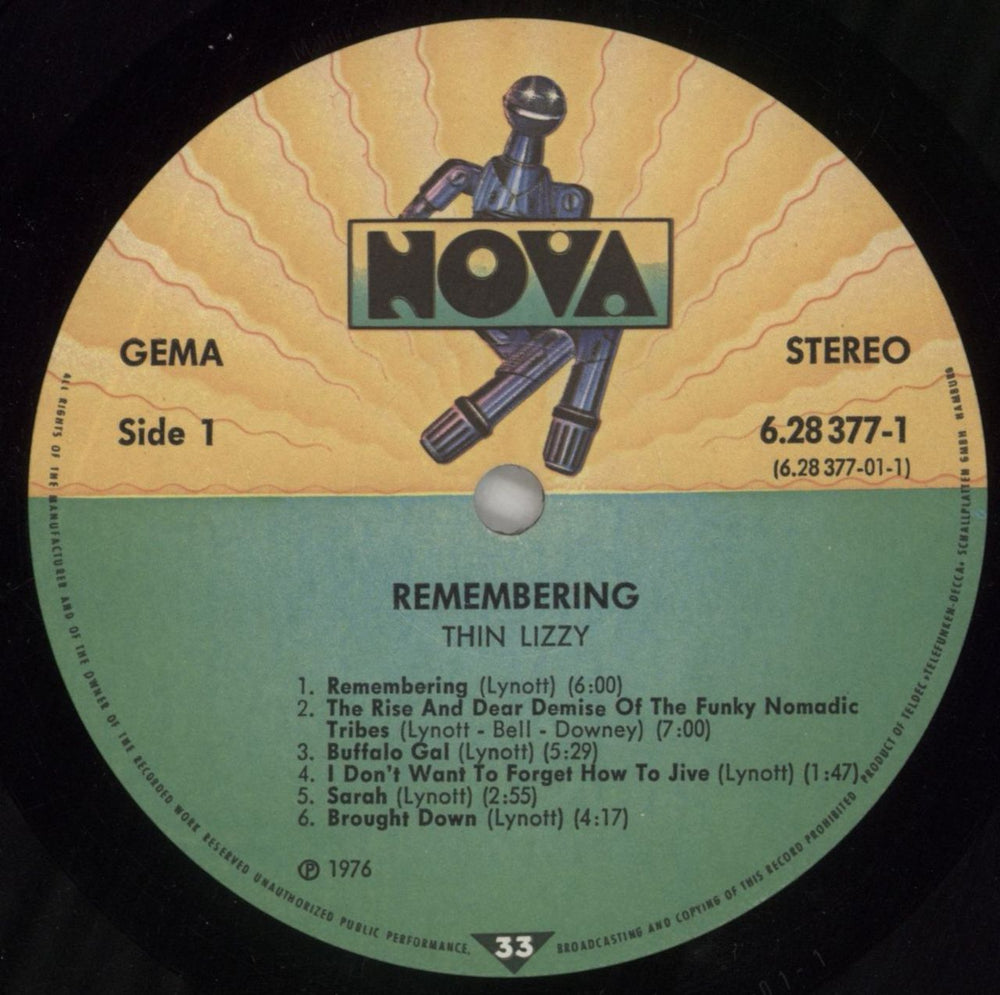 NOVA
GEMA
STEREO
Side 1
6.28 377-1
(6.28 377-01-1)
REMEMBERING
THIN LIZZY
1. Remembering (Lynott) (6:00)
2. The Rise And Dear Demise Of The Funky Nomadic
Tribes (Lynott - Bell - Downey) (7:00)
3. Buffalo Gal (Lynott) (5:29)
4. I Don't Want To Forget How To Jive (Lynott) (1:47)
5. Sarah (Lynott) (2:55)
6. Brought Down (Lynott) (4:17)
Ⓟ 1976
ALL RIGHTS OF THE MANUFACTURER AND OF THE OWNER OF THE RECORDED WORK RESERVED UNAUTHORIZED PUBLIC PERFORMANCE,
33
BROADCASTING AND COPYING OF THIS RECORD PROHIBITED PRODUCT OF TELDEC »TELEFUNKEN-DECCA« SCHALLPLATTEN GMBH HAMBURG